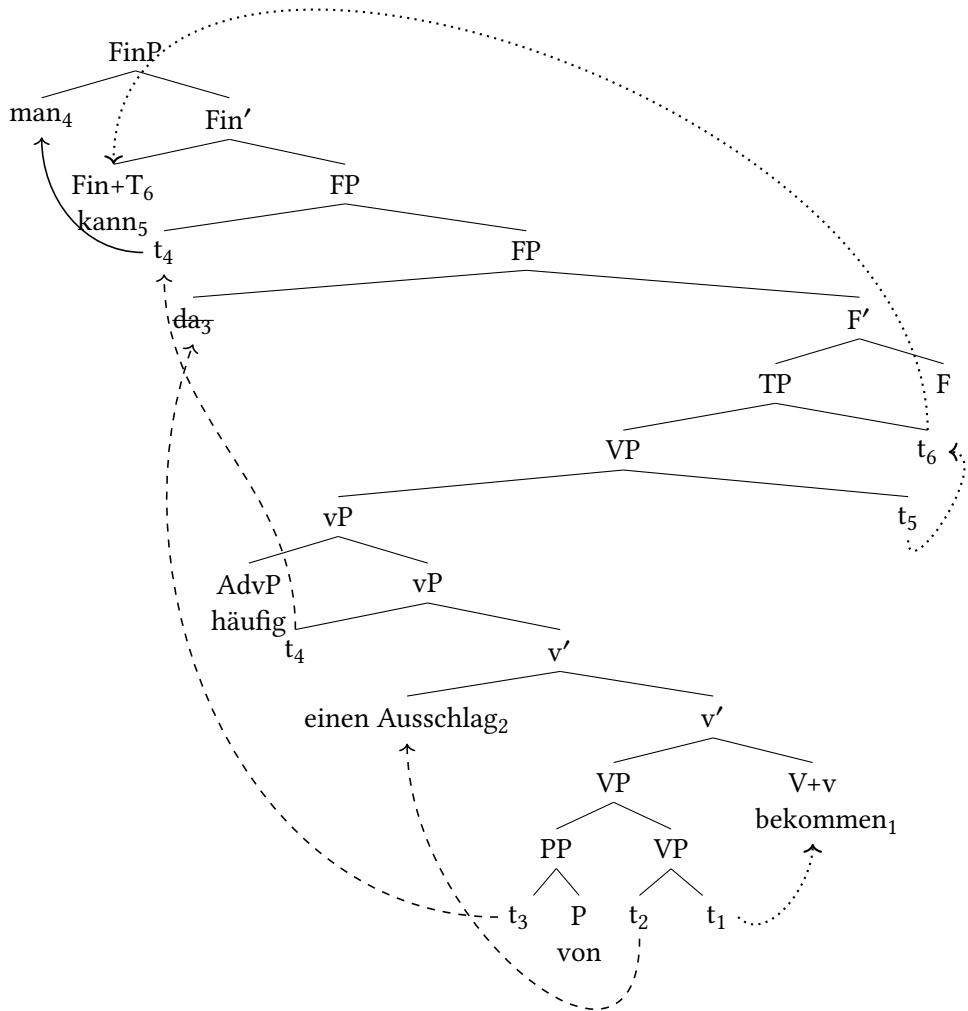 FinP
man₄ Fin′
Fin+T₆ FP
kann₅
t₄ FP
da₃ F′
TP F
VP t₆
vP t₅
AdvP vP
häufig
t₄ v′
einen Ausschlag₂ v′
VP V+v
bekommen₁
PP VP
t₃ P t₂ t₁
von